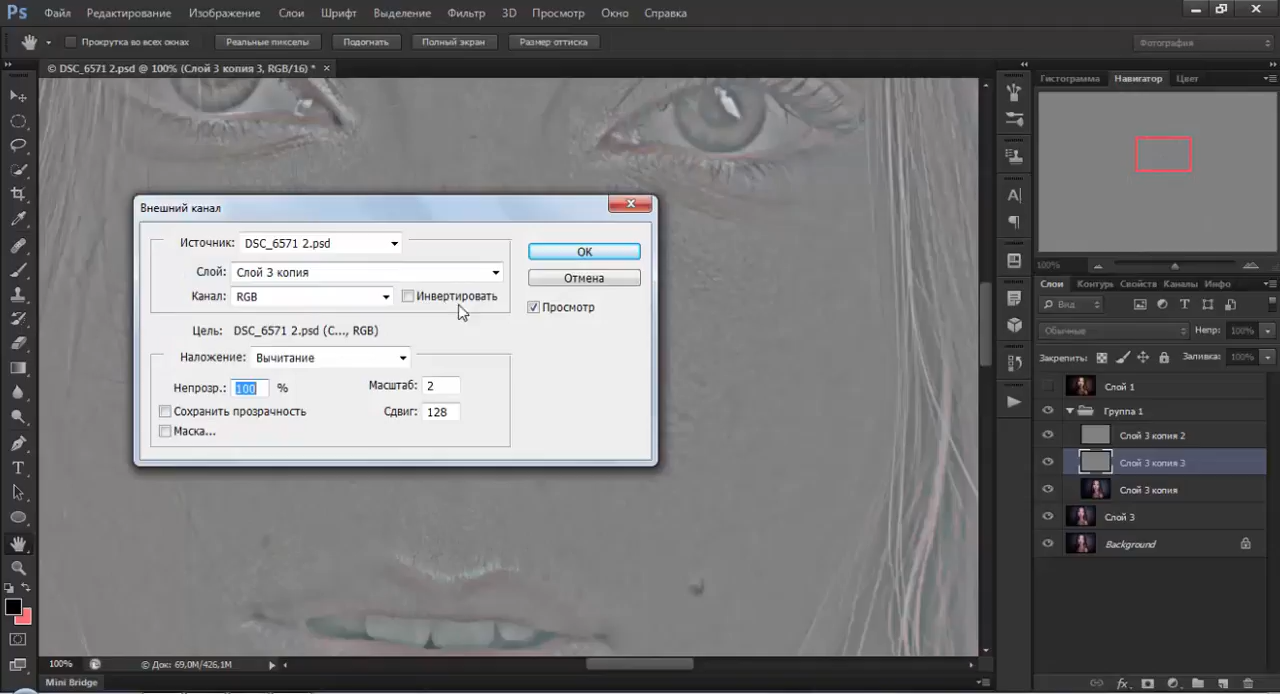 Ps Файл Редактирование Изображение Слои Шрифт Выделение Фильтр 3D Просмотр Окно Справка
Прокрутка во всех окнах Реальные пикселы Подогнать Полный экран Размер оттиска Фотография
© DSC_6571 2.psd @ 100% (Слой 3 копия 3, RGB/16) * ×
Гистограмма Навигатор Цвет
Внешний канал
Источник: DSC_6571 2.psd
OK
Слой: Слой 3 копия
Отмена
Канал: RGB Инвертировать
Просмотр
Цель: DSC_6571 2.psd (С..., RGB)
Наложение: Вычитание
Непрозр.: 100 % Масштаб: 2
Сохранить прозрачность Сдвиг: 128
Маска...
100%
Слои Контурь Свойств Каналы Инфо
Вид
Обычные Непр: 100%
Закрепить: Заливка: 100%
Слой 1
Группа 1
Слой 3 копия 2
Слой 3 копия 3
Слой 3 копия
Слой 3
Background
100% © Док: 69,0M/426,1M
Mini Bridge